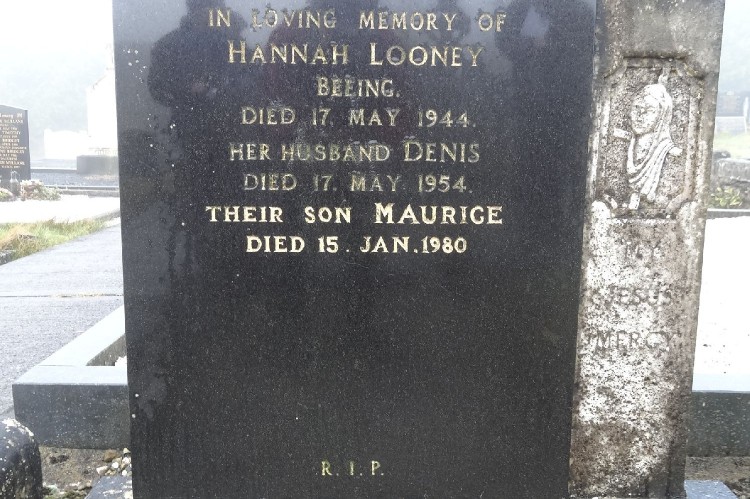 IN LOVING MEMORY OF
HANNAH LOONEY
BEEING.
DIED 17. MAY 1944.
HER HUSBAND DENIS
DIED 17. MAY 1954.
THEIR SON MAURICE
DIED 15. JAN. 1980
R. I. P.
MY
JESUS
MERCY